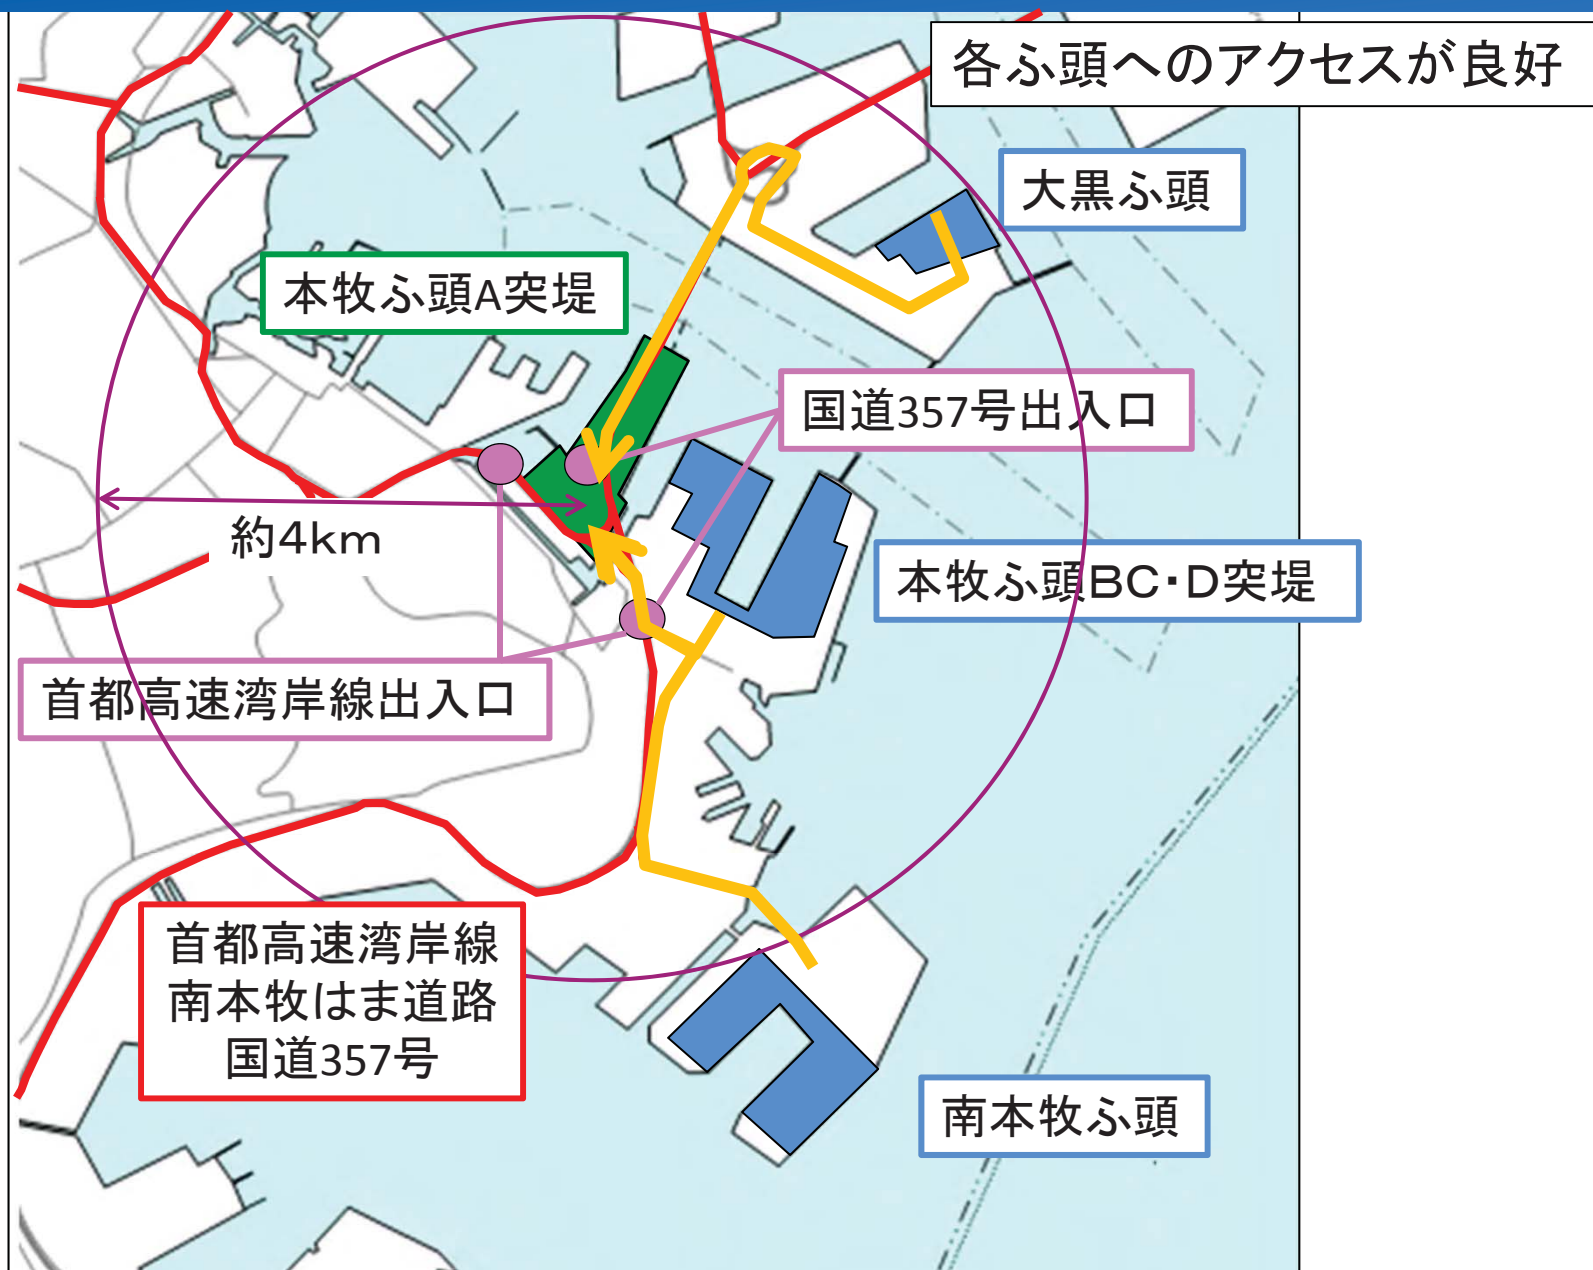 各ふ頭へのアクセスが良好
大黒ふ頭
本牧ふ頭A突堤
国道357号出入口
約4km
本牧ふ頭BC・D突堤
首都高速湾岸線出入口
首都高速湾岸線
南本牧はま道路
国道357号
南本牧ふ頭